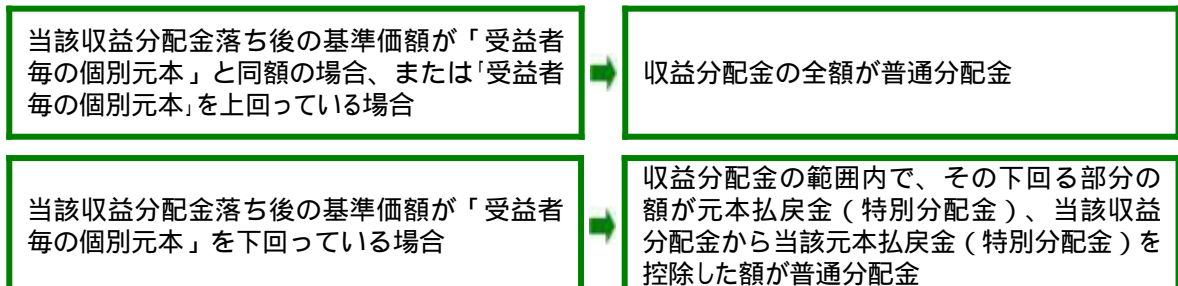 当該収益分配金落ち後の基準価額が「受益者
毎の個別元本」と同額の場合、または「受益者
毎の個別元本」を上回っている場合
収益分配金の全額が普通分配金
当該収益分配金落ち後の基準価額が「受益者
毎の個別元本」を下回っている場合
収益分配金の範囲内で、その下回る部分の
額が元本払戻金(特別分配金)、当該収益
分配金から当該元本払戻金(特別分配金)を
控除した額が普通分配金